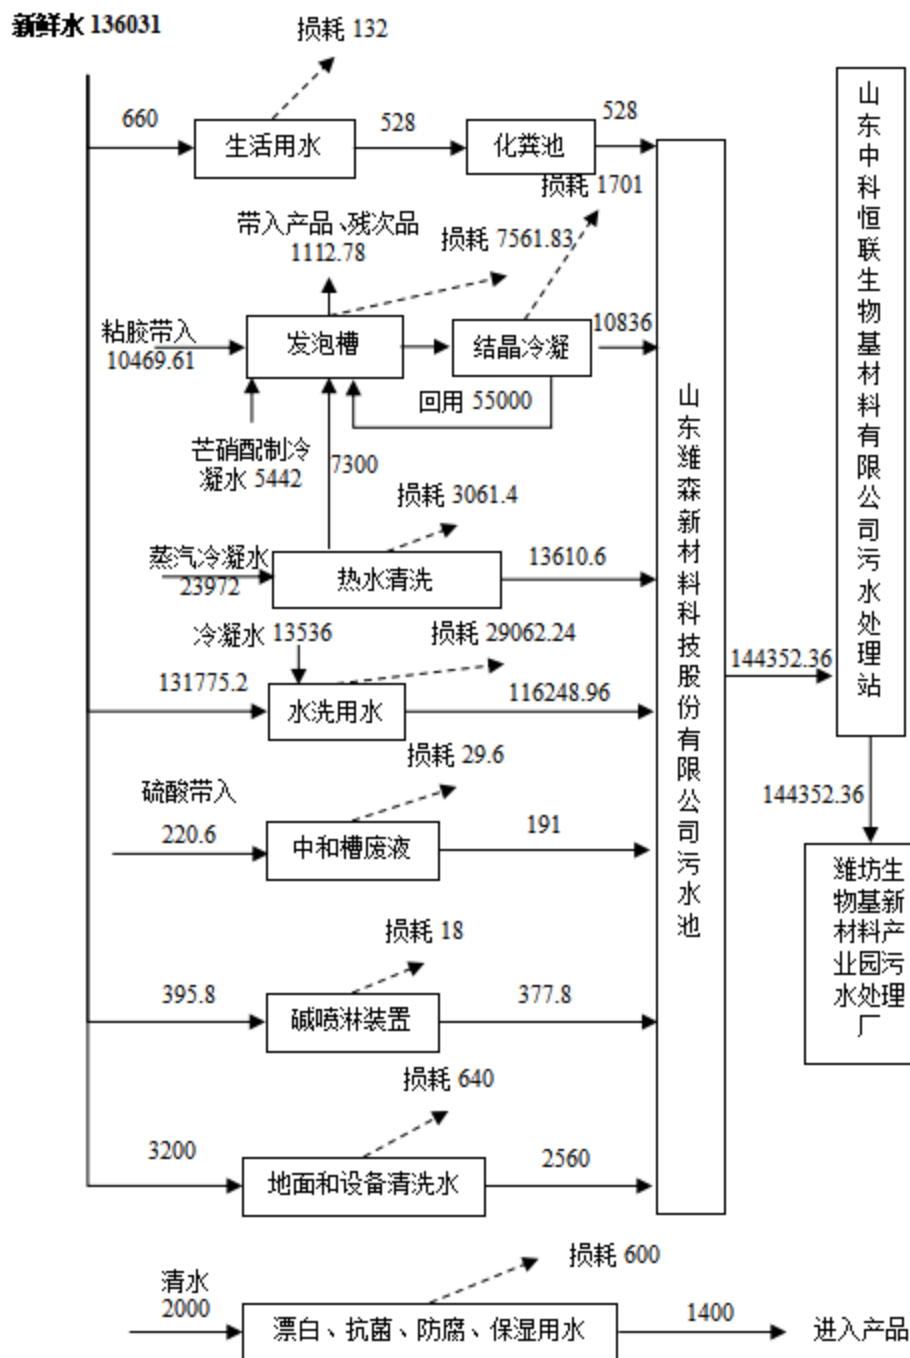 新鲜水 136031
损耗 132
660
生活用水
528
化粪池
528
损耗 1701
带入产品、残次品
1112.78
损耗 7561.83
粘胶带入
10469.61
发泡槽
结晶冷凝
10836
回用 55000
芒硝配制冷
凝水 5442
7300
损耗 3061.4
蒸汽冷凝水
23972
热水清洗
13610.6
冷凝水 13536
损耗 29062.24
131775.2
水洗用水
116248.96
损耗 29.6
硫酸带入
220.6
中和槽废液
191
损耗 18
395.8
碱喷淋装置
377.8
损耗 640
3200
地面和设备清洗水
2560
山东潍森新材料科技股份有限公司污水池
144352.36
山东中科恒联生物基材料有限公司污水处理站
144352.36
潍坊生
物基新
材料产
业园污
水处理
厂
损耗 600
清水
2000
漂白、抗菌、防腐、保湿用水
1400
进入产品